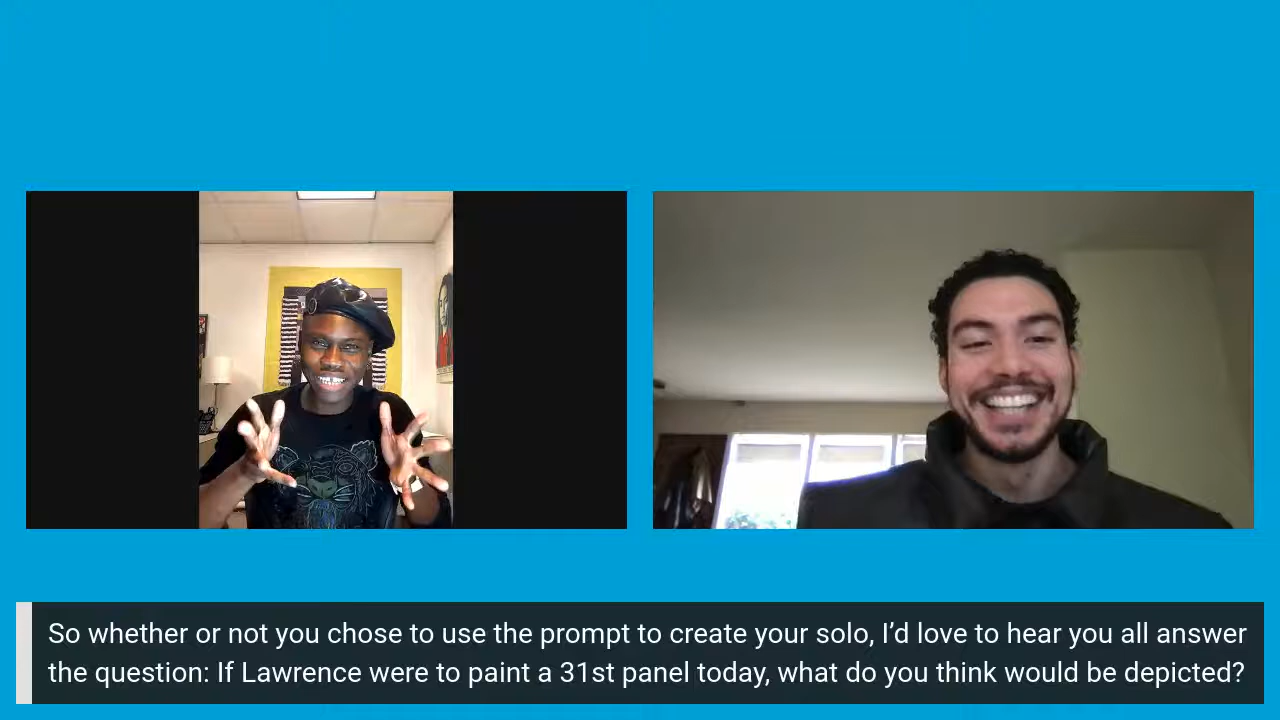 So whether or not you chose to use the prompt to create your solo, I’d love to hear you all answer
the question: If Lawrence were to paint a 31st panel today, what do you think would be depicted?